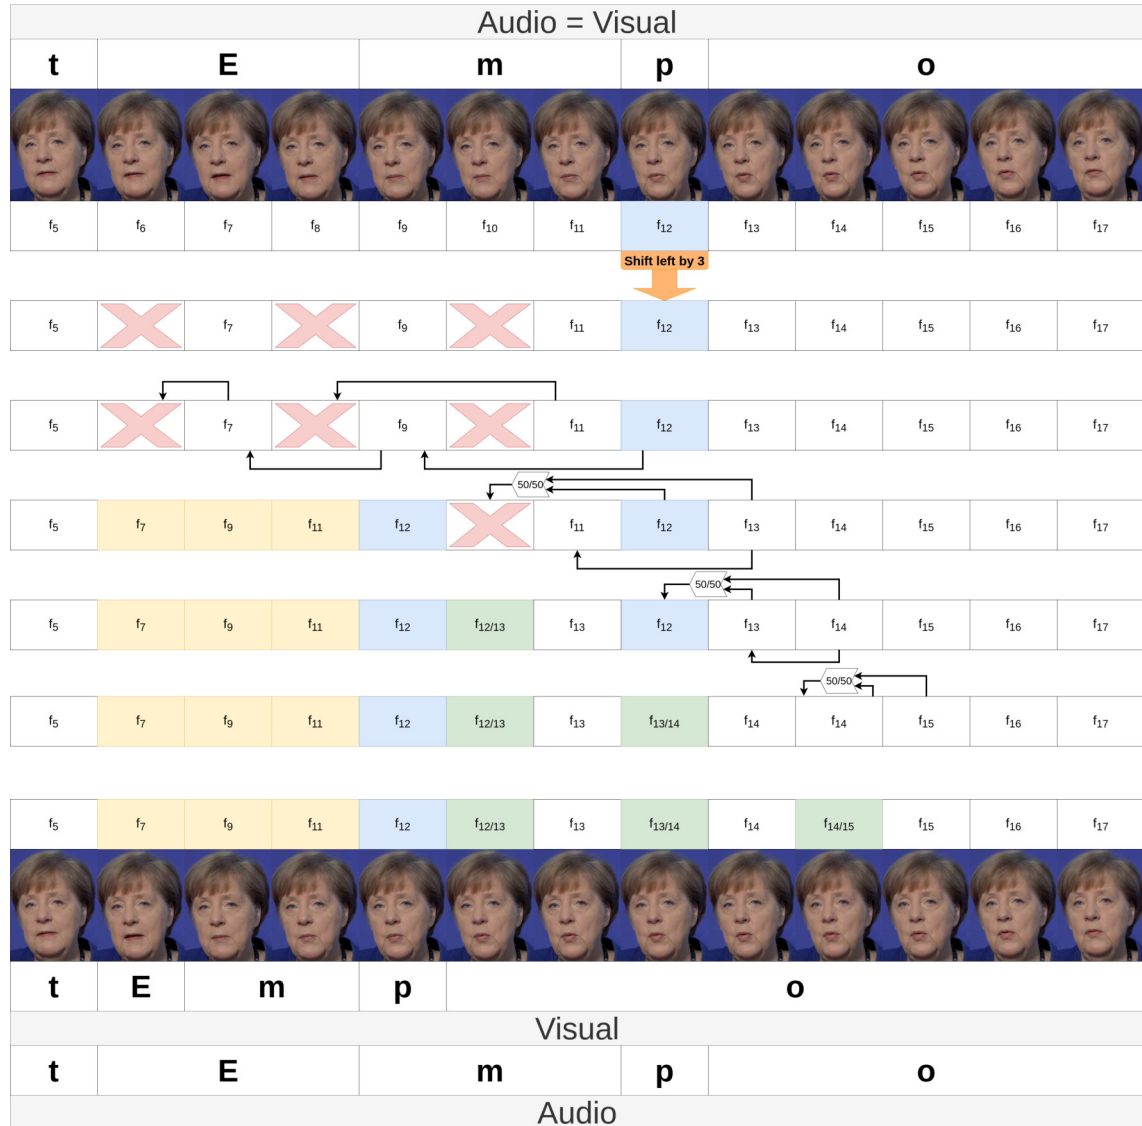 Audio = Visual
t E m p o
f5 f6 f7 f8 f9 f10 f11 f12 f13 f14 f15 f16 f17
Shift left by 3
f5 f7 f9 f11 f12 f13 f14 f15 f16 f17
f5 f7 f9 f11 f12 f13 f14 f15 f16 f17
50/50
f5 f7 f9 f11 f12 f11 f12 f13 f14 f15 f16 f17
50/50
f5 f7 f9 f11 f12 f12/13 f13 f12 f13 f14 f15 f16 f17
50/50
f5 f7 f9 f11 f12 f12/13 f13 f13/14 f14 f14 f15 f16 f17
f5 f7 f9 f11 f12 f12/13 f13 f13/14 f14 f14/15 f15 f16 f17
t E m p o
Visual
t E m p o
Audio